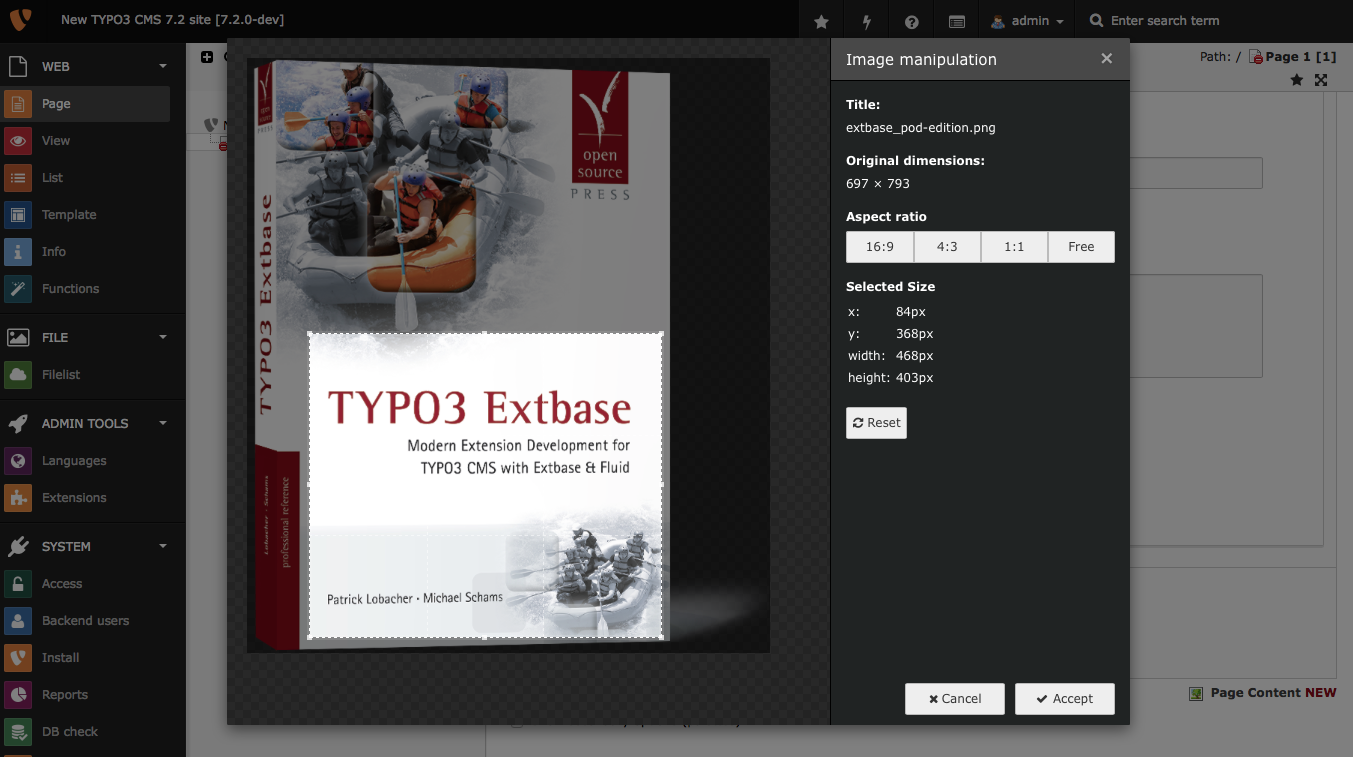 New TYPO3 CMS 7.2 site [7.2.0-dev]
admin
Enter search term
WEB
Page
View
List
Template
Info
Functions
FILE
Filelist
ADMIN TOOLS
Languages
Extensions
SYSTEM
Access
Backend users
Install
Reports
DB check
Path: / Page 1 [1]
open
source
PRESS
TYPO3 Extbase
Lobacher · Schams
professional reference
open
source
PRESS
TYPO3 Extbase
Modern Extension Development for
TYPO3 CMS with Extbase & Fluid
Patrick Lobacher · Michael Schams
Image manipulation
Title:
extbase_pod-edition.png
Original dimensions:
697 × 793
Aspect ratio
16:9 4:3 1:1 Free
Selected Size
x: 84px
y: 368px
width: 468px
height: 403px
Reset
Cancel Accept
Page Content NEW